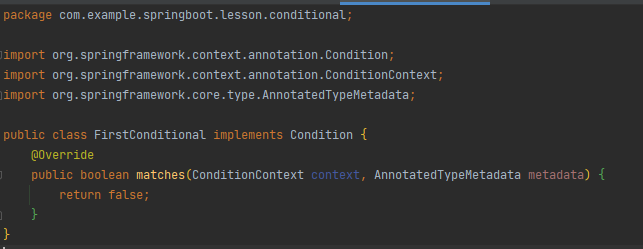 package com.example.springboot.lesson.conditional;
import org.springframework.context.annotation.Condition;
import org.springframework.context.annotation.ConditionContext;
import org.springframework.core.type.AnnotatedTypeMetadata;
public class FirstConditional implements Condition {
@Override
public boolean matches(ConditionContext context, AnnotatedTypeMetadata metadata) {
return false;
}
}